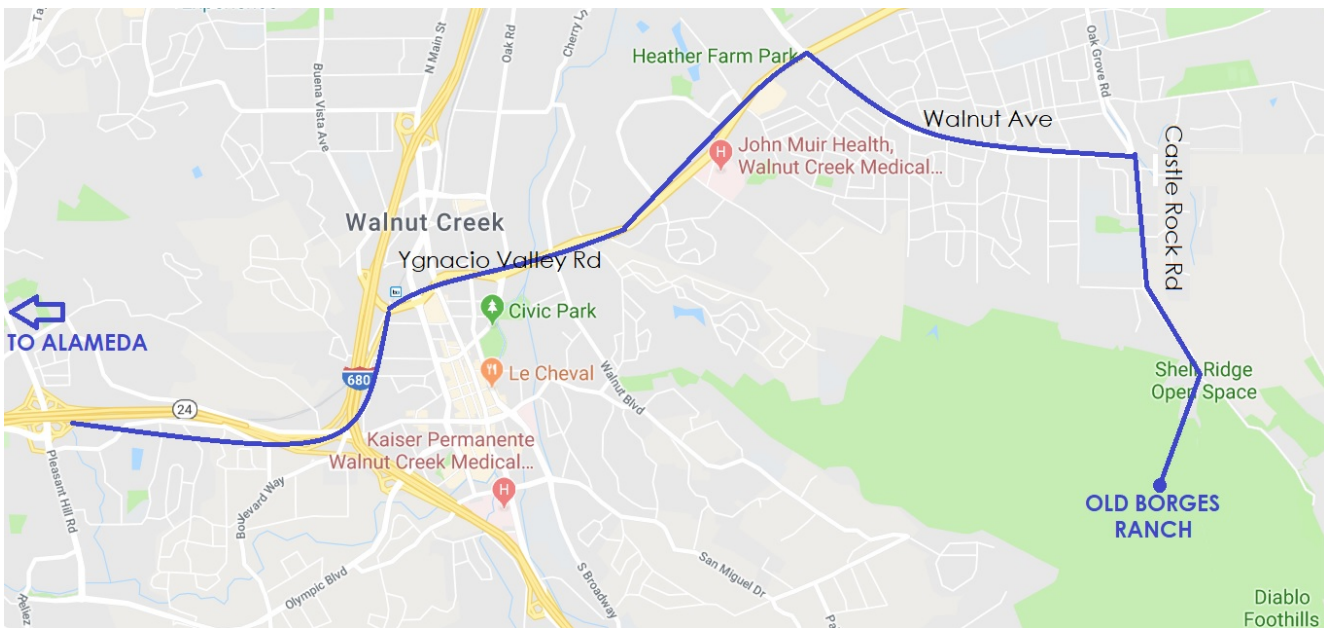 Buena Vista Ave
N Main St
Oak Rd
Cherry L
Heather Farm Park
Oak Grove Rd
Walnut Ave
Castle Rock Rd
John Muir Health,
Walnut Creek Medical...
Walnut Creek
Ygnacio Valley Rd
Civic Park
TO ALAMEDA
Le Cheval
680
Walnut Blvd
Shell Ridge
Open Space
24
Kaiser Permanente
Walnut Creek Medical...
Pleasant Hill Rd
Boulevard Way
OLD BORGES
RANCH
Olympic Blvd
S Broadway
San Miguel Dr
Diablo
Foothills
H
H